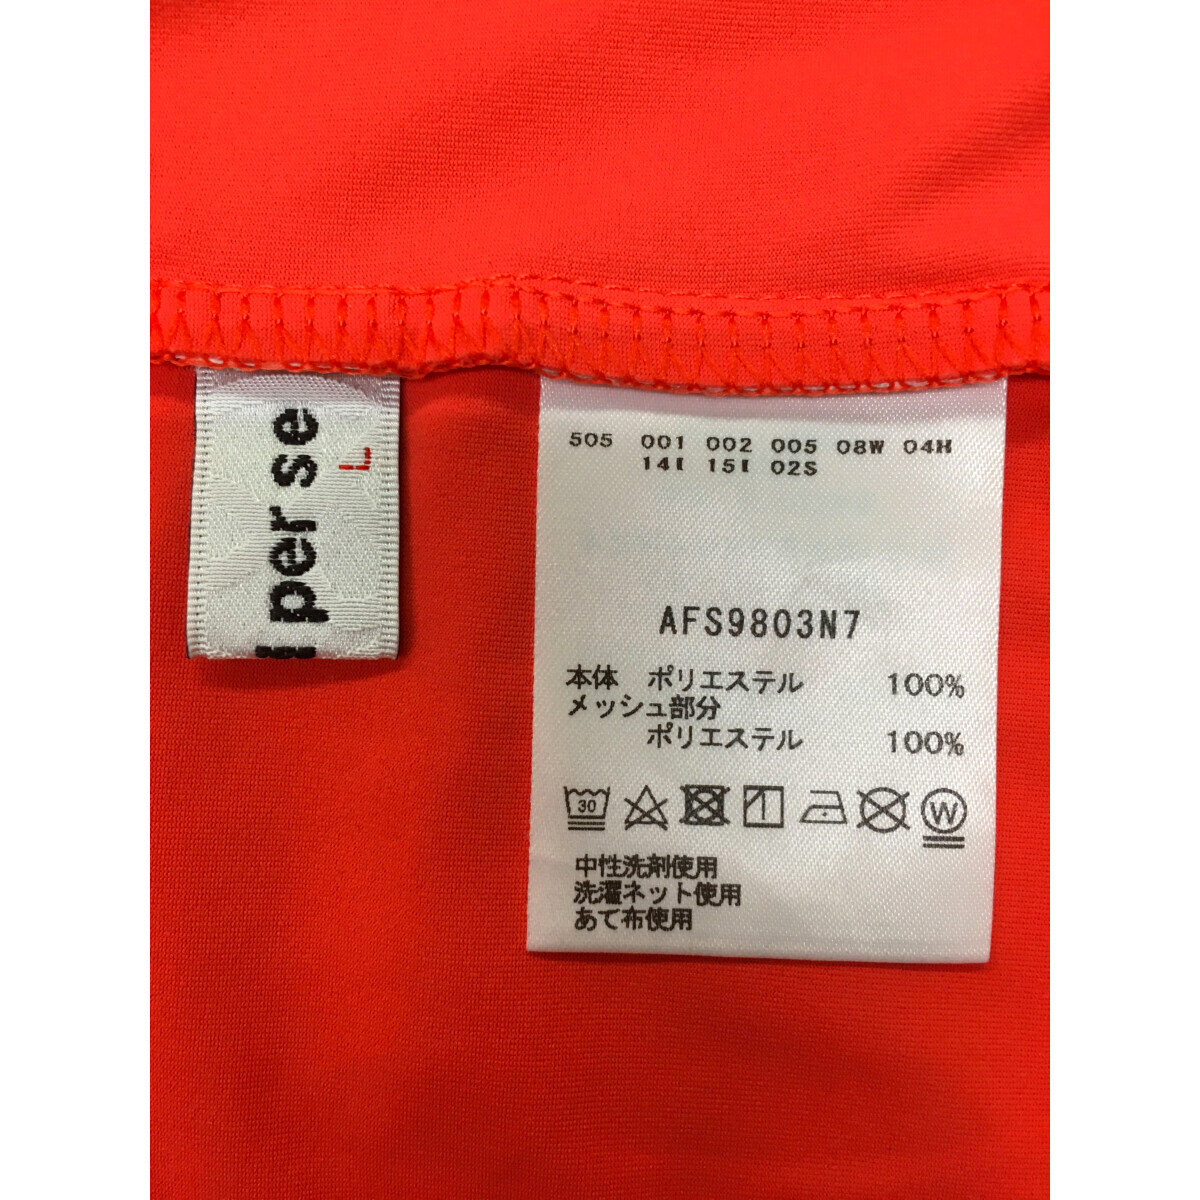 per se
L
505 001 002 005 08W 04H
14I 15I 02S
AFS9803N7
本体 ポリエステル 100%
メッシュ部分
ポリエステル 100%
30
W
中性洗剤使用
洗濯ネット使用
あて布使用